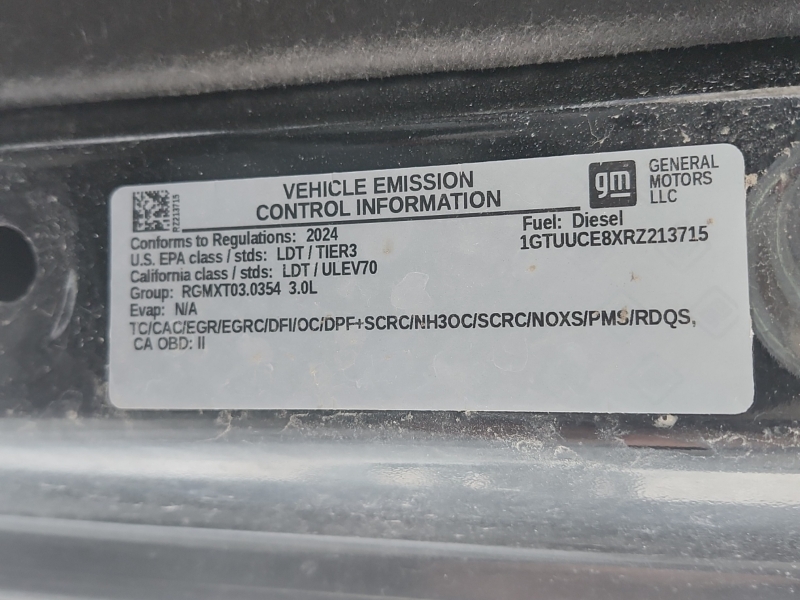 VEHICLE EMISSION
CONTROL INFORMATION
gm
GENERAL
MOTORS
LLC
RZ213715
Conforms to Regulations: 2024
Fuel: Diesel
U.S. EPA class / stds: LDT / TIER3
1GTUUCE8XRZ213715
California class / stds: LDT / ULEV70
Group: RGMXT03.0354 3.0L
Evap: N/A
TC/CAC/EGR/EGRC/DFI/OC/DPF+SCRC/NH3OC/SCRC/NOXS/PMS/RDQS,
CA OBD: II